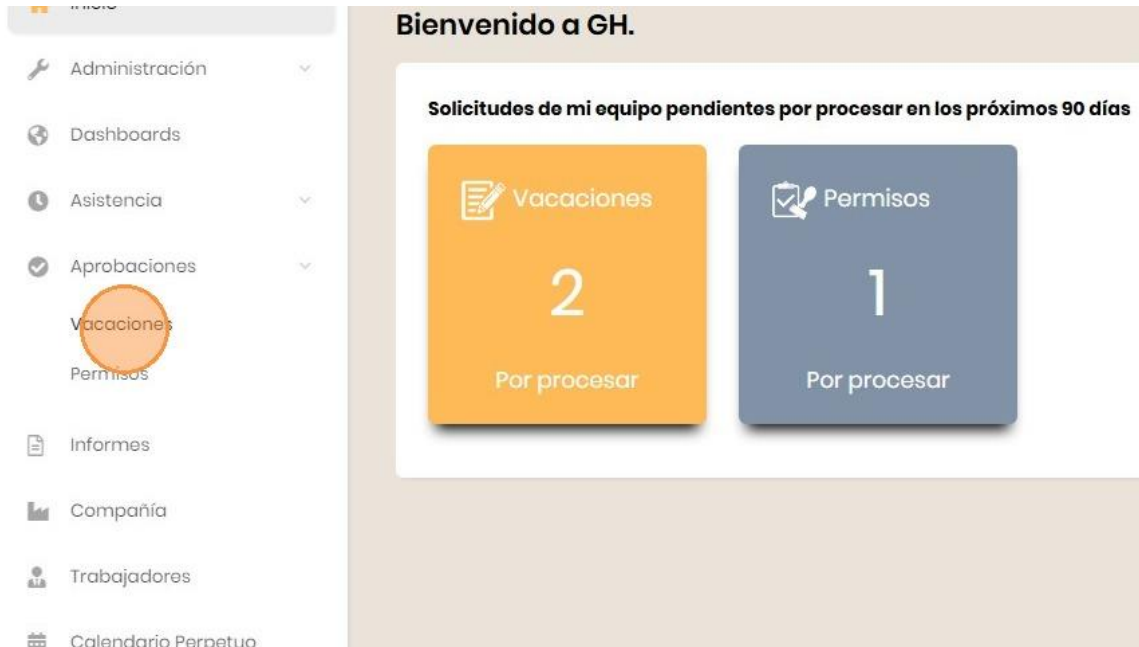 Inicio
Administración
Dashboards
Asistencia
Aprobaciones
Vacaciones
Permisos
Informes
Compañía
Trabajadores
Calendario Perpetuo
Bienvenido a GH.
Solicitudes de mi equipo pendientes por procesar en los próximos 90 días
Vacaciones
2
Por procesar
Permisos
1
Por procesar